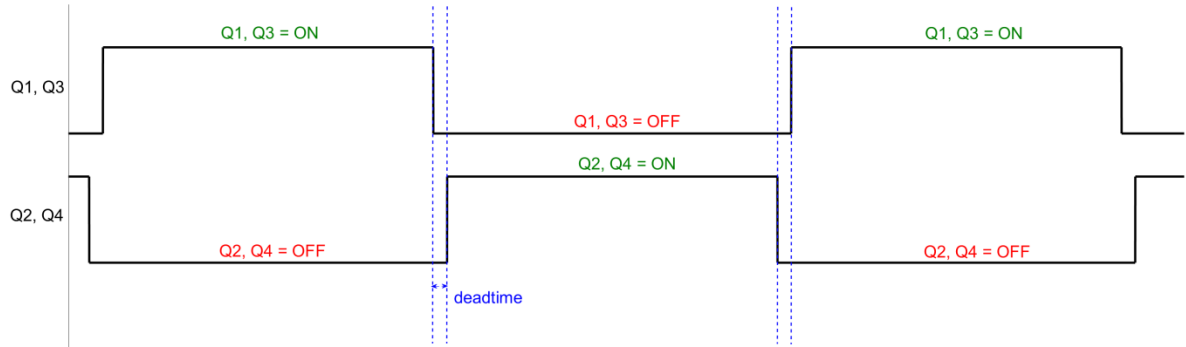 Q1, Q3 = ON
Q1, Q3 = ON
Q1, Q3
Q1, Q3 = OFF
Q2, Q4 = ON
Q2, Q4
Q2, Q4 = OFF
Q2, Q4 = OFF
deadtime